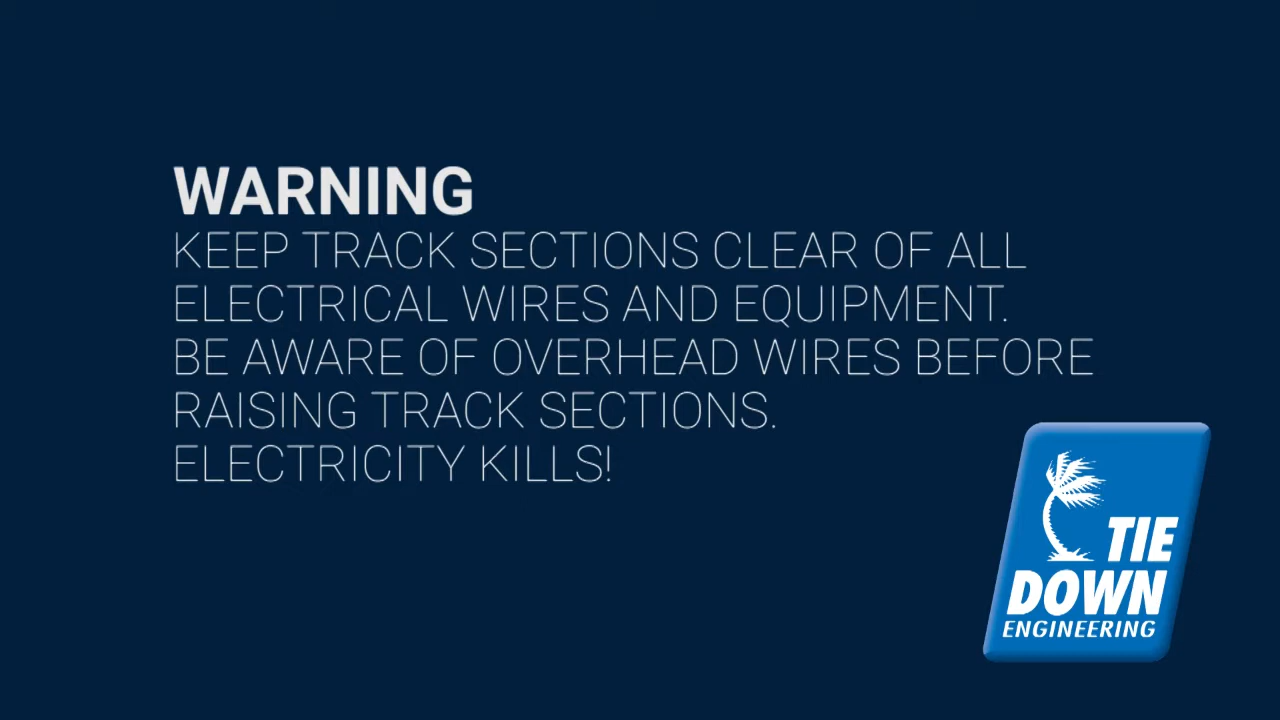 WARNING
KEEP TRACK SECTIONS CLEAR OF ALL
ELECTRICAL WIRES AND EQUIPMENT.
BE AWARE OF OVERHEAD WIRES BEFORE
RAISING TRACK SECTIONS.
ELECTRICITY KILLS!
TIE
DOWN
ENGINEERING